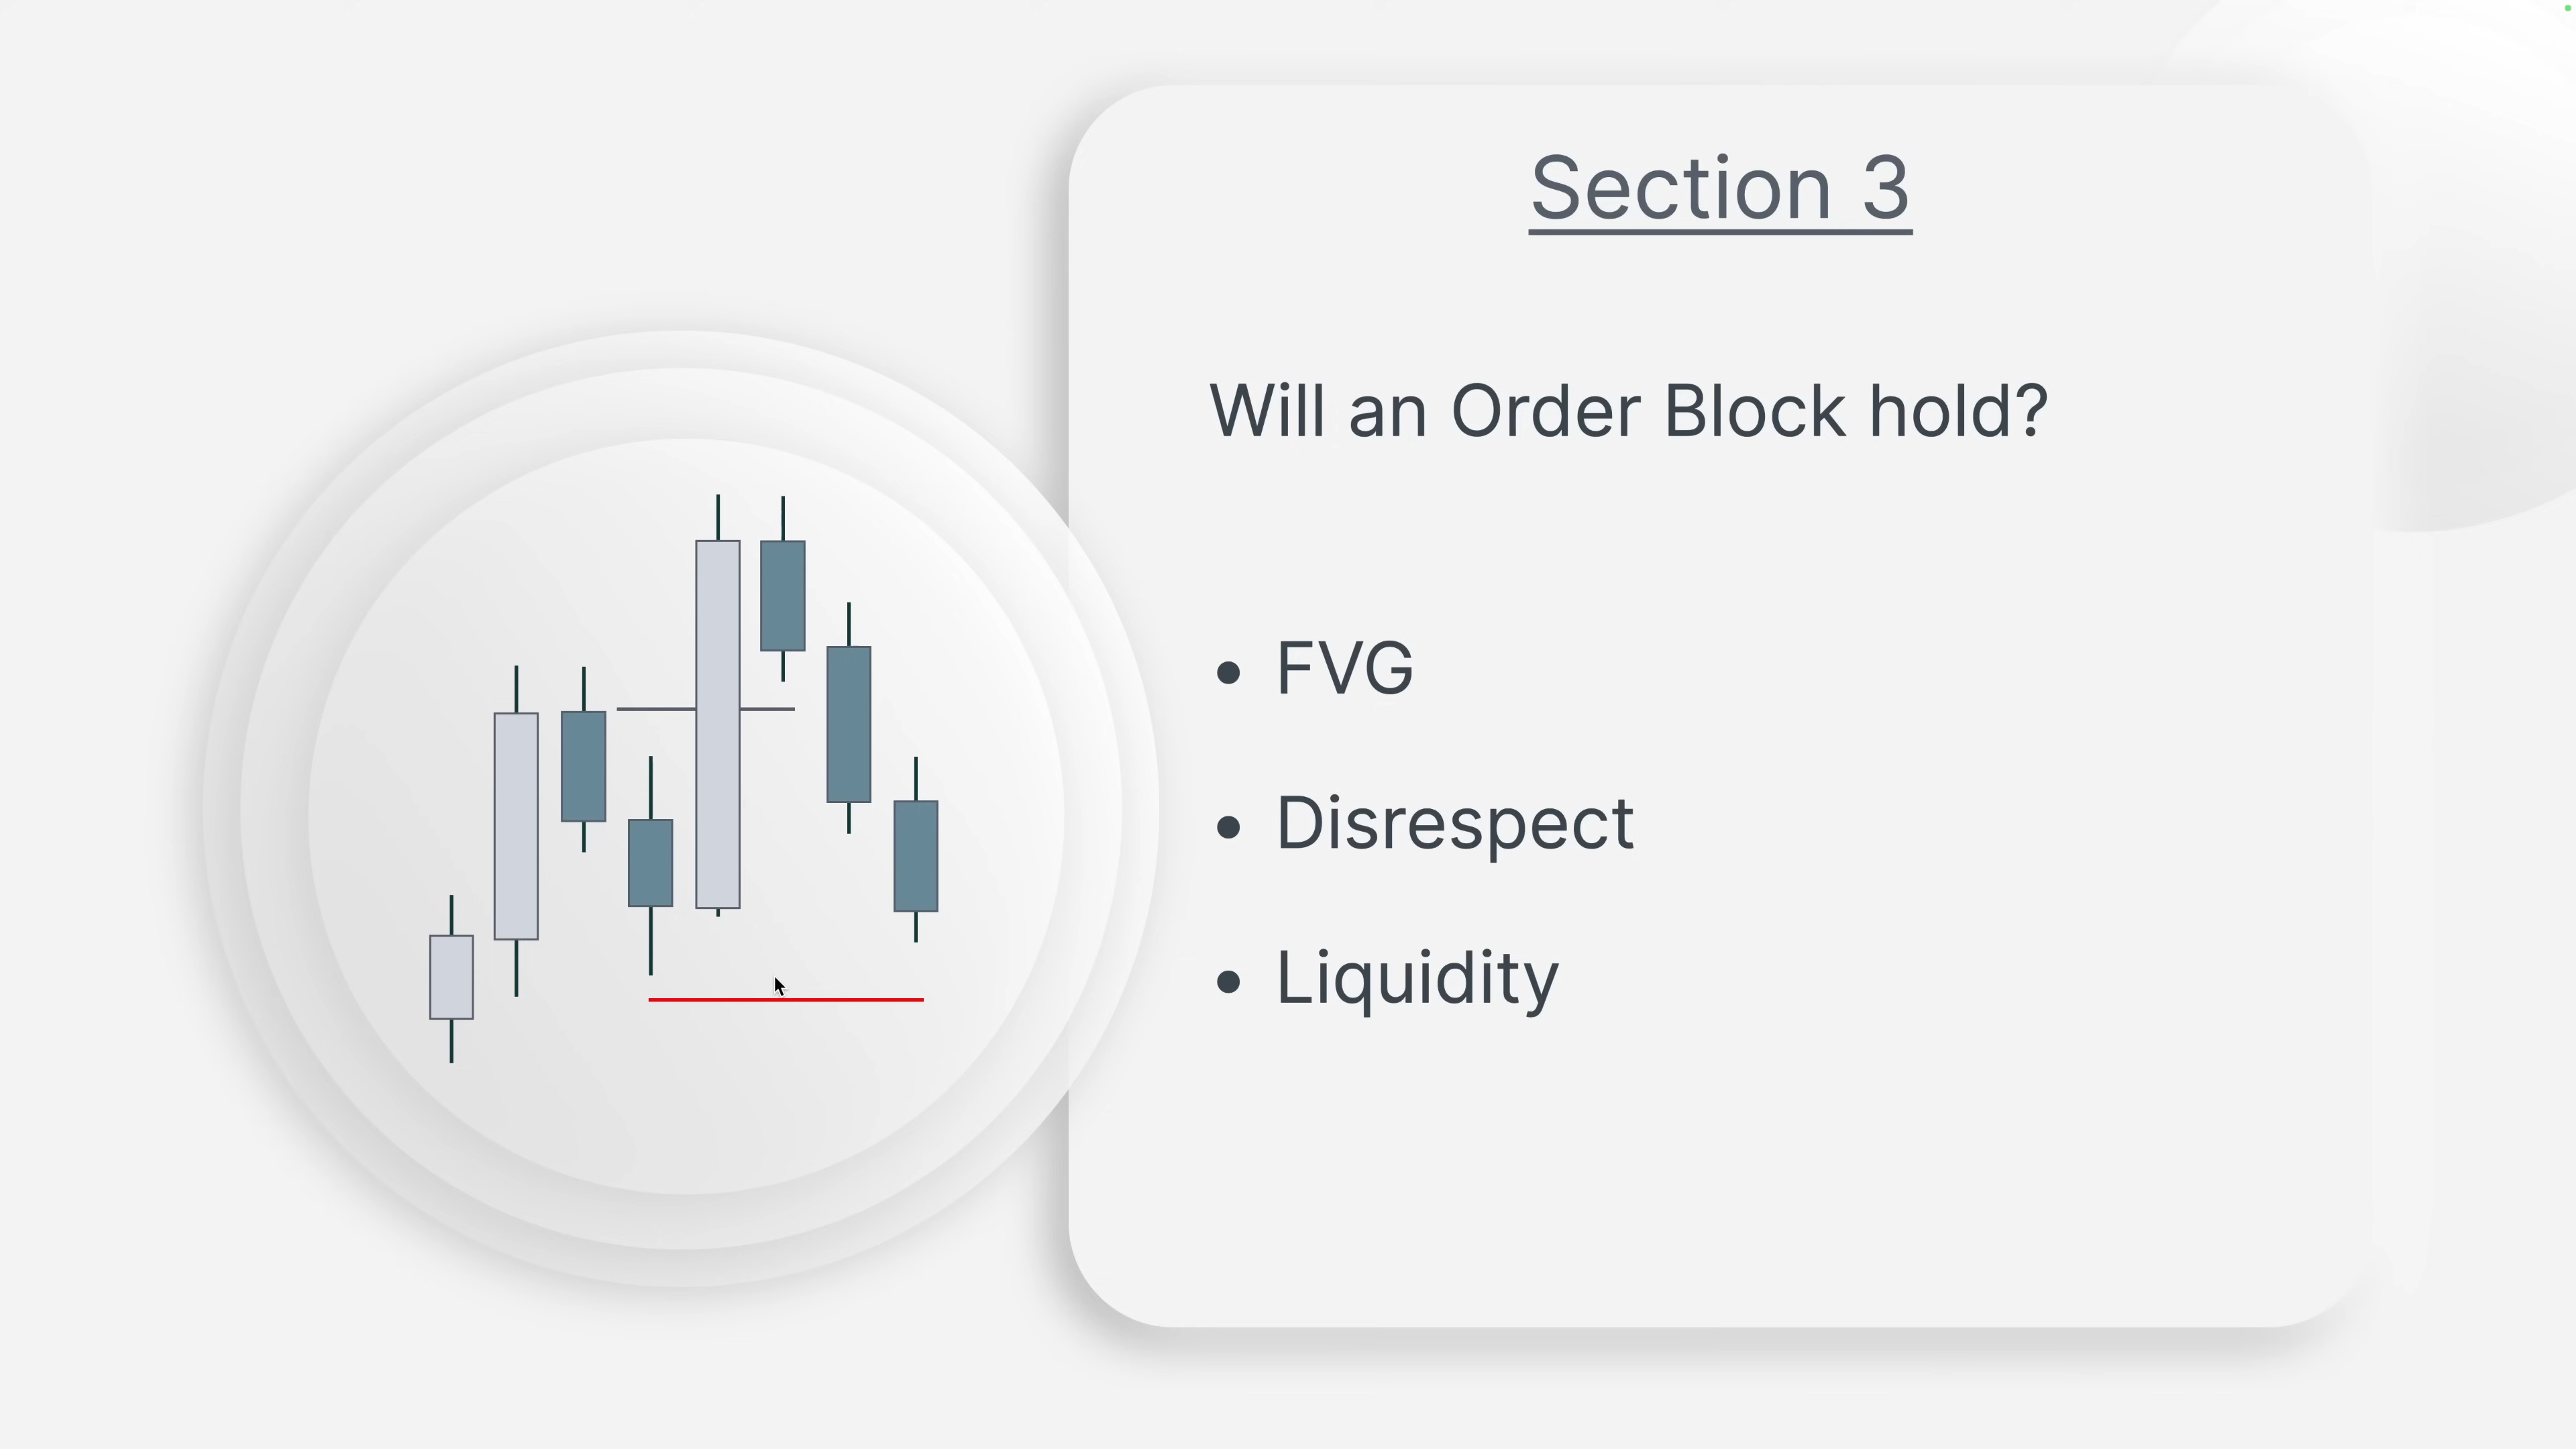 Section 3
Will an Order Block hold?
• FVG
• Disrespect
• Liquidity